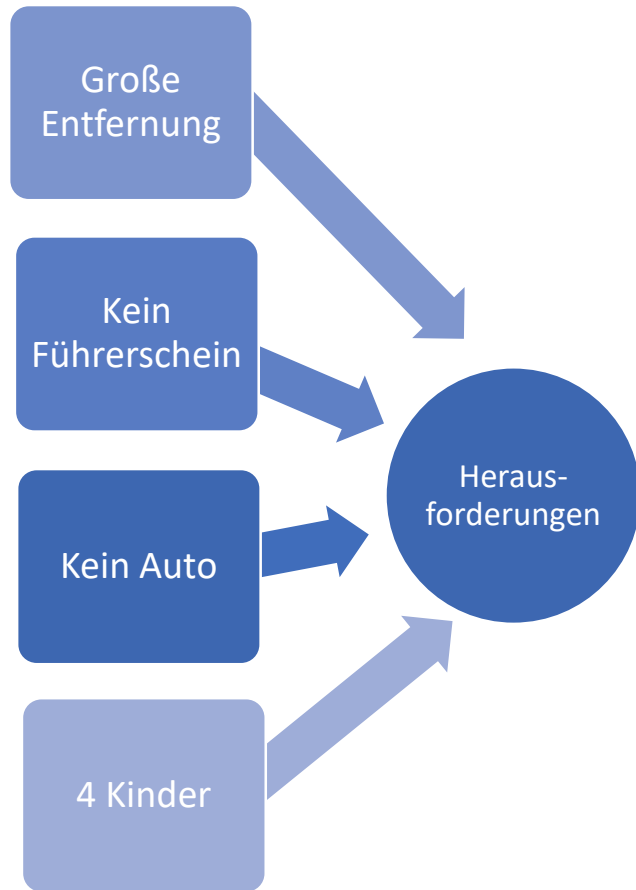 Große
Entfernung
Kein
Führerschein
Kein Auto
4 Kinder
Heraus-
forderungen